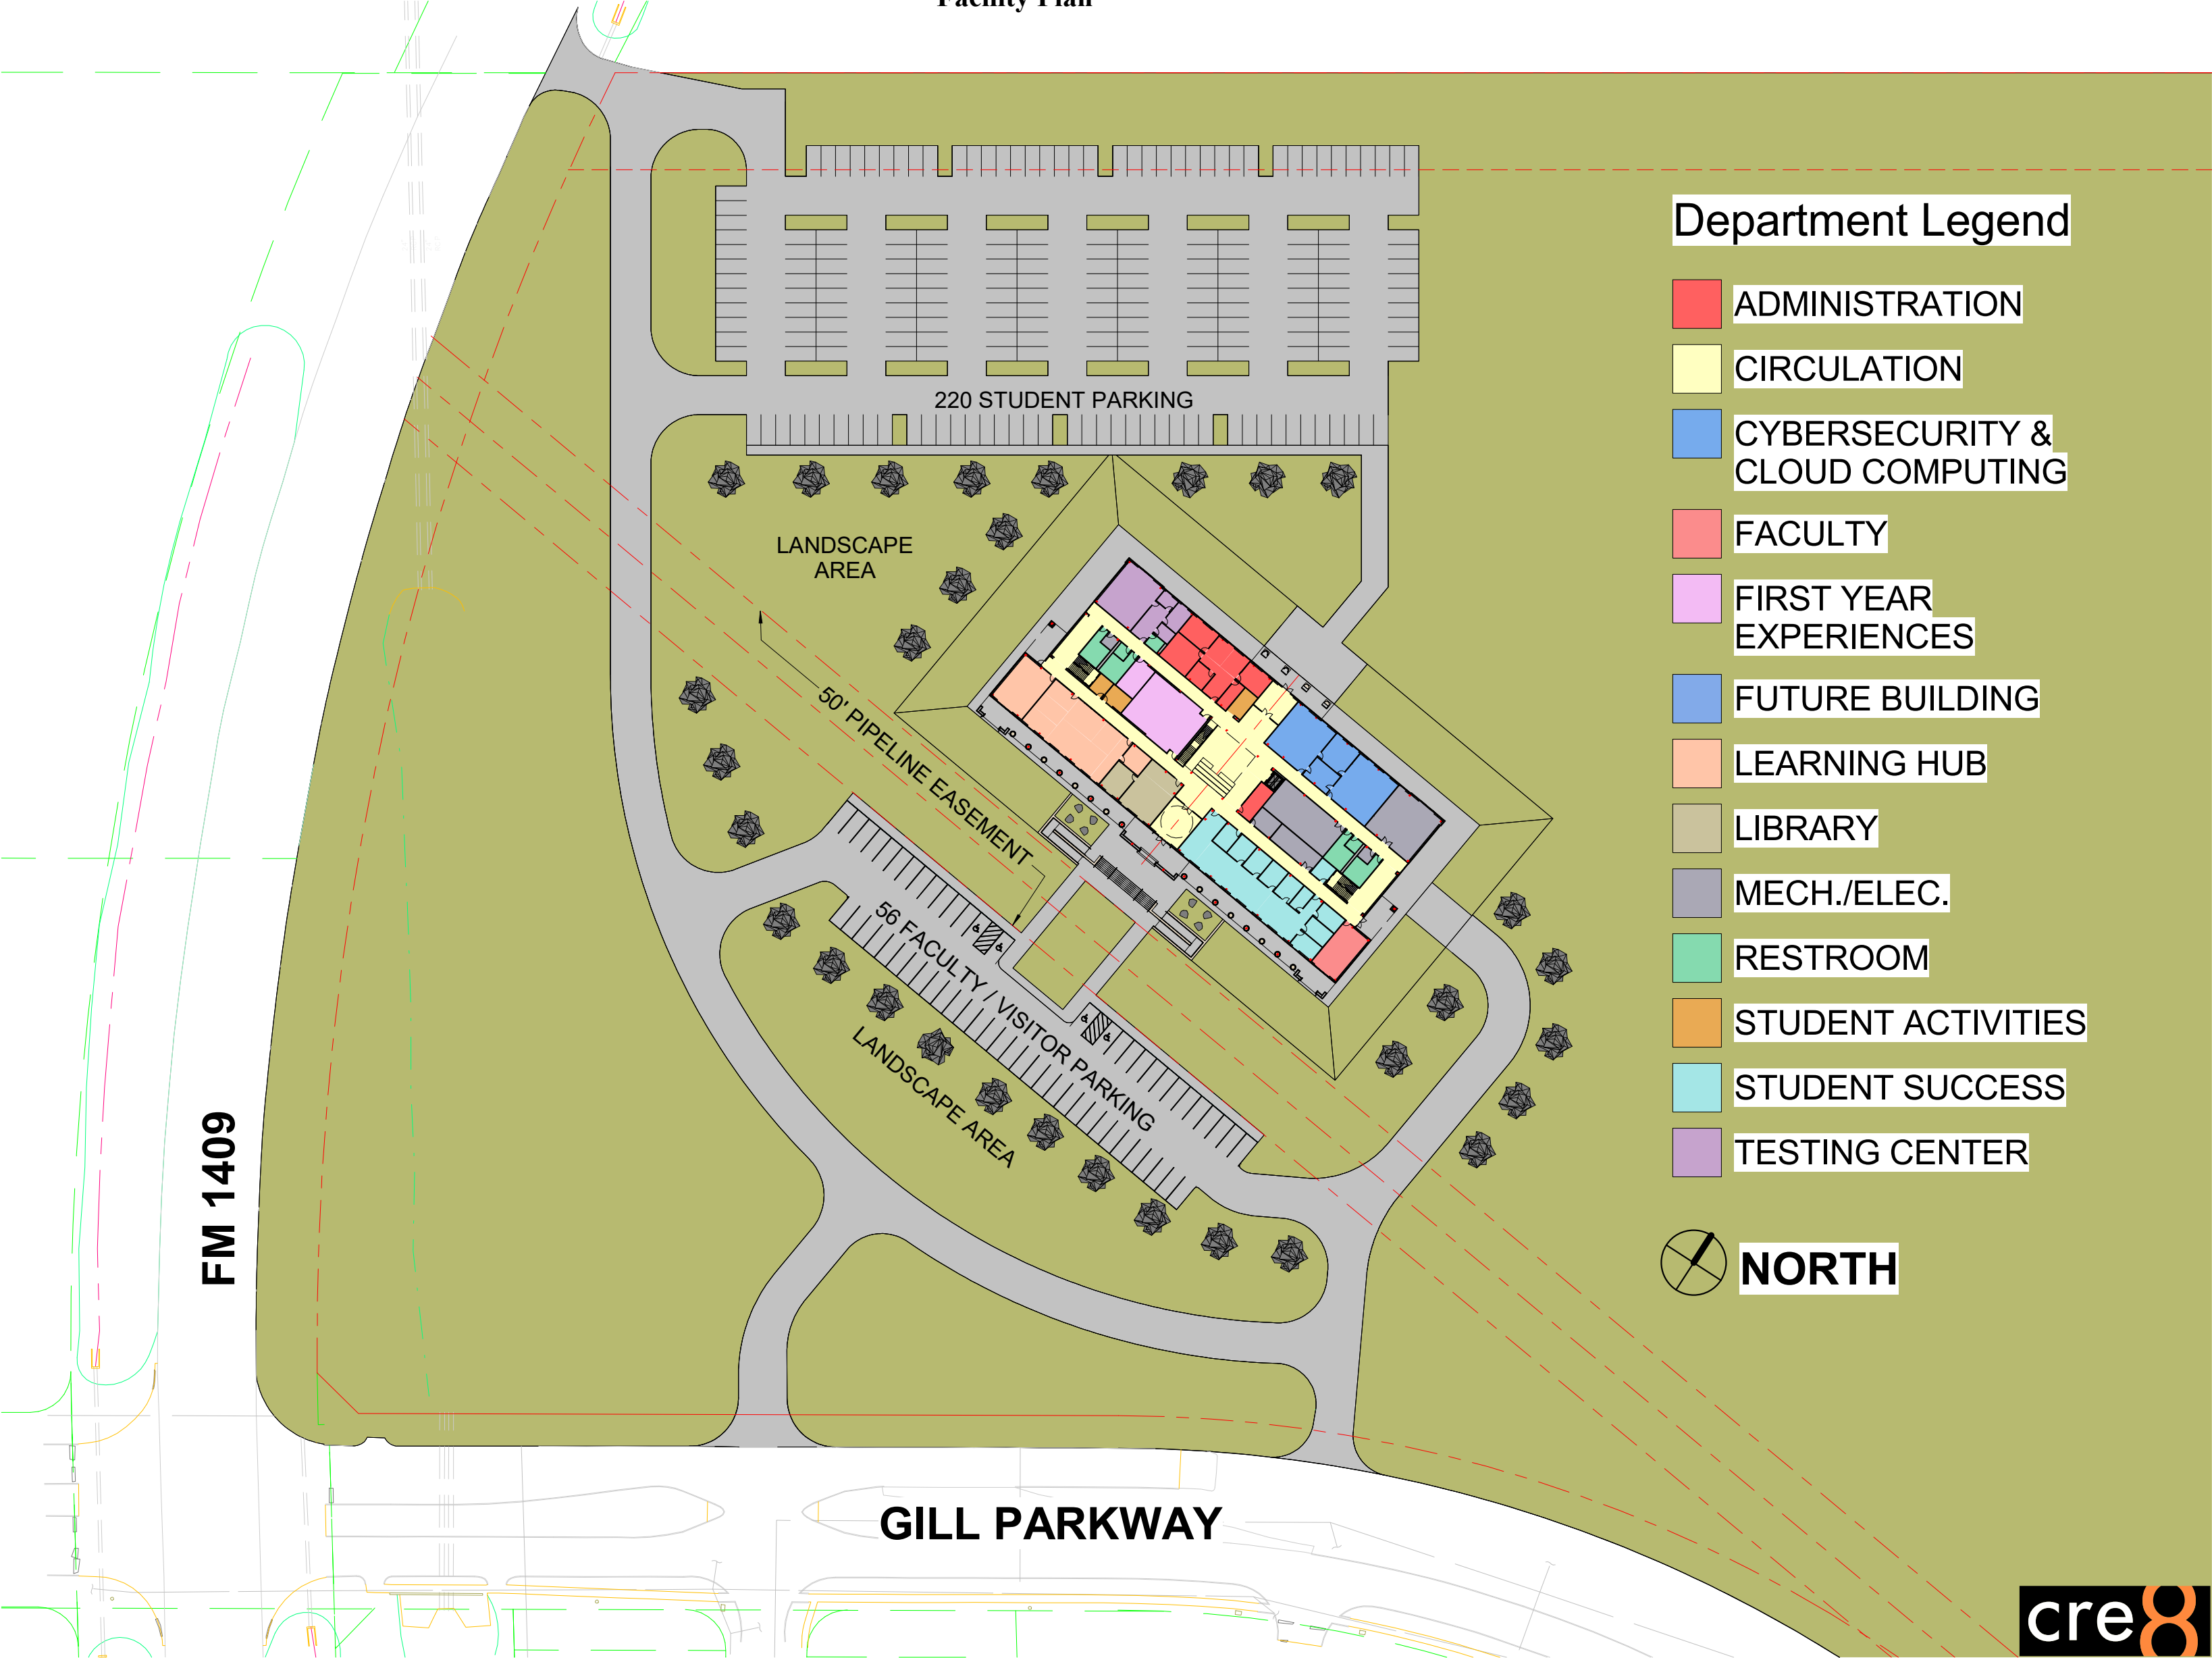 Facility Plan
Department Legend
ADMINISTRATION
CIRCULATION
220 STUDENT PARKING
CYBERSECURITY &
CLOUD COMPUTING
FACULTY
LANDSCAPE
AREA
FIRST YEAR
EXPERIENCES
FUTURE BUILDING
50' PIPELINE EASEMENT
LEARNING HUB
LIBRARY
MECH./ELEC.
56 FACULTY / VISITOR PARKING
RESTROOM
STUDENT ACTIVITIES
LANDSCAPE AREA
STUDENT SUCCESS
TESTING CENTER
FM 1409
NORTH
GILL PARKWAY
cre8